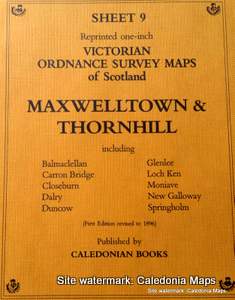 SHEET 9
Reprinted one-inch
VICTORIAN
ORDNANCE SURVEY MAPS
of Scotland
MAXWELLTOWN &
THORNHILL
including
Balmaclellan
Carron Bridge
Closeburn
Dalry
Duncow
Glenlee
Loch Ken
Moniave
New Galloway
Springholm
(First Edition revised to 1896)
Published by
CALEDONIAN BOOKS
Site watermark: Caledonia Maps
Site watermark: Caledonia Maps